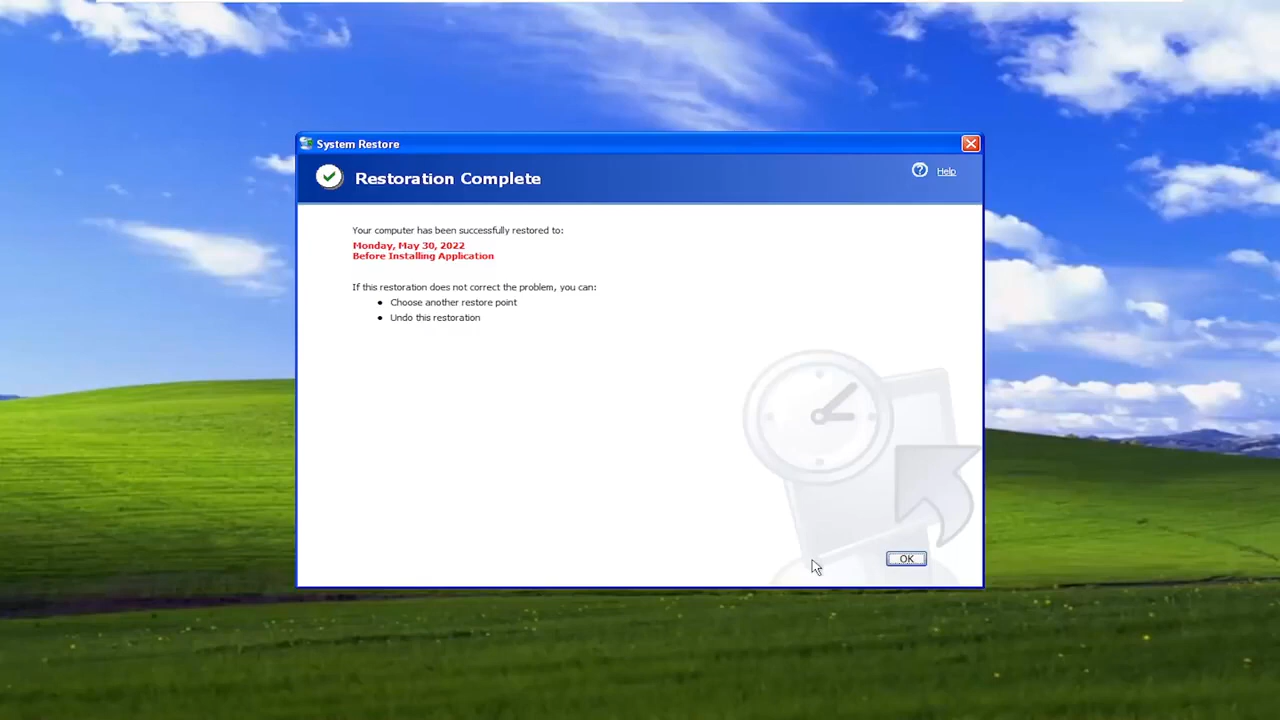 System Restore
Restoration Complete
Help
Your computer has been successfully restored to:
Monday, May 30, 2022
Before Installing Application
If this restoration does not correct the problem, you can:
• Choose another restore point
• Undo this restoration
OK